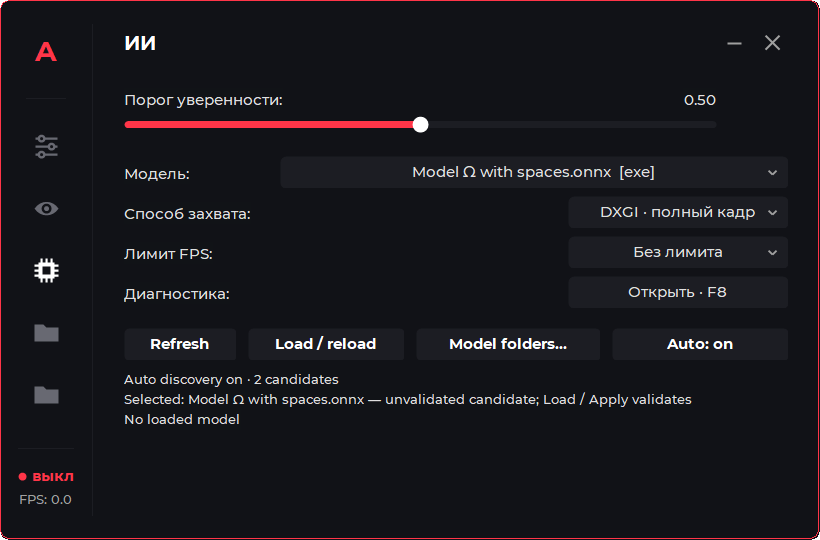 A
ИИ
Порог уверенности: 0.50
Модель: Model Ω with spaces.onnx [exe]
Способ захвата: DXGI · полный кадр
Лимит FPS: Без лимита
Диагностика: Открыть · F8
Refresh Load / reload Model folders... Auto: on
Auto discovery on · 2 candidates
Selected: Model Ω with spaces.onnx — unvalidated candidate; Load / Apply validates
No loaded model
ВЫКЛ
FPS: 0.0